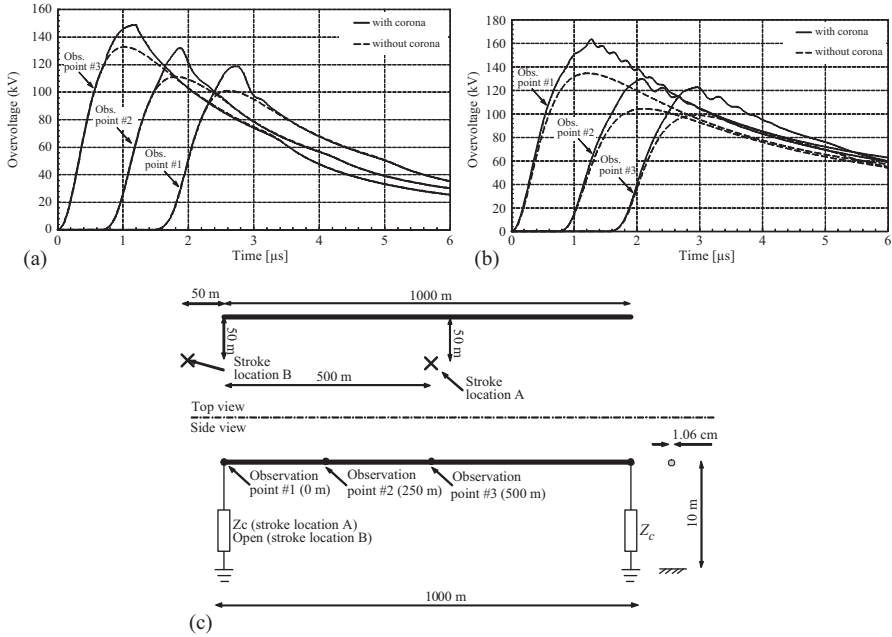 160
140
120
100
80
60
40
20
0
Overvoltage (kV)
with corona
without corona
Obs.
point #3
Obs.
point #2
Obs.
point #1
0 1 2 3 4 5 6
Time [µs]
(a)
180
160
140
120
100
80
60
40
20
0
Overvoltage (kV)
with corona
without corona
Obs.
point #1
Obs.
point #2
Obs.
point #3
0 1 2 3 4 5 6
Time [µs]
(b)
50 m
1000 m
50 m
50 m
Stroke
location B
500 m
Stroke
location A
Top view
Side view
1.06 cm
Observation
point #1 (0 m)
Observation
point #2 (250 m)
Observation
point #3 (500 m)
Zc (stroke location A)
Open (stroke location B)
Zc
10 m
1000 m
(c)